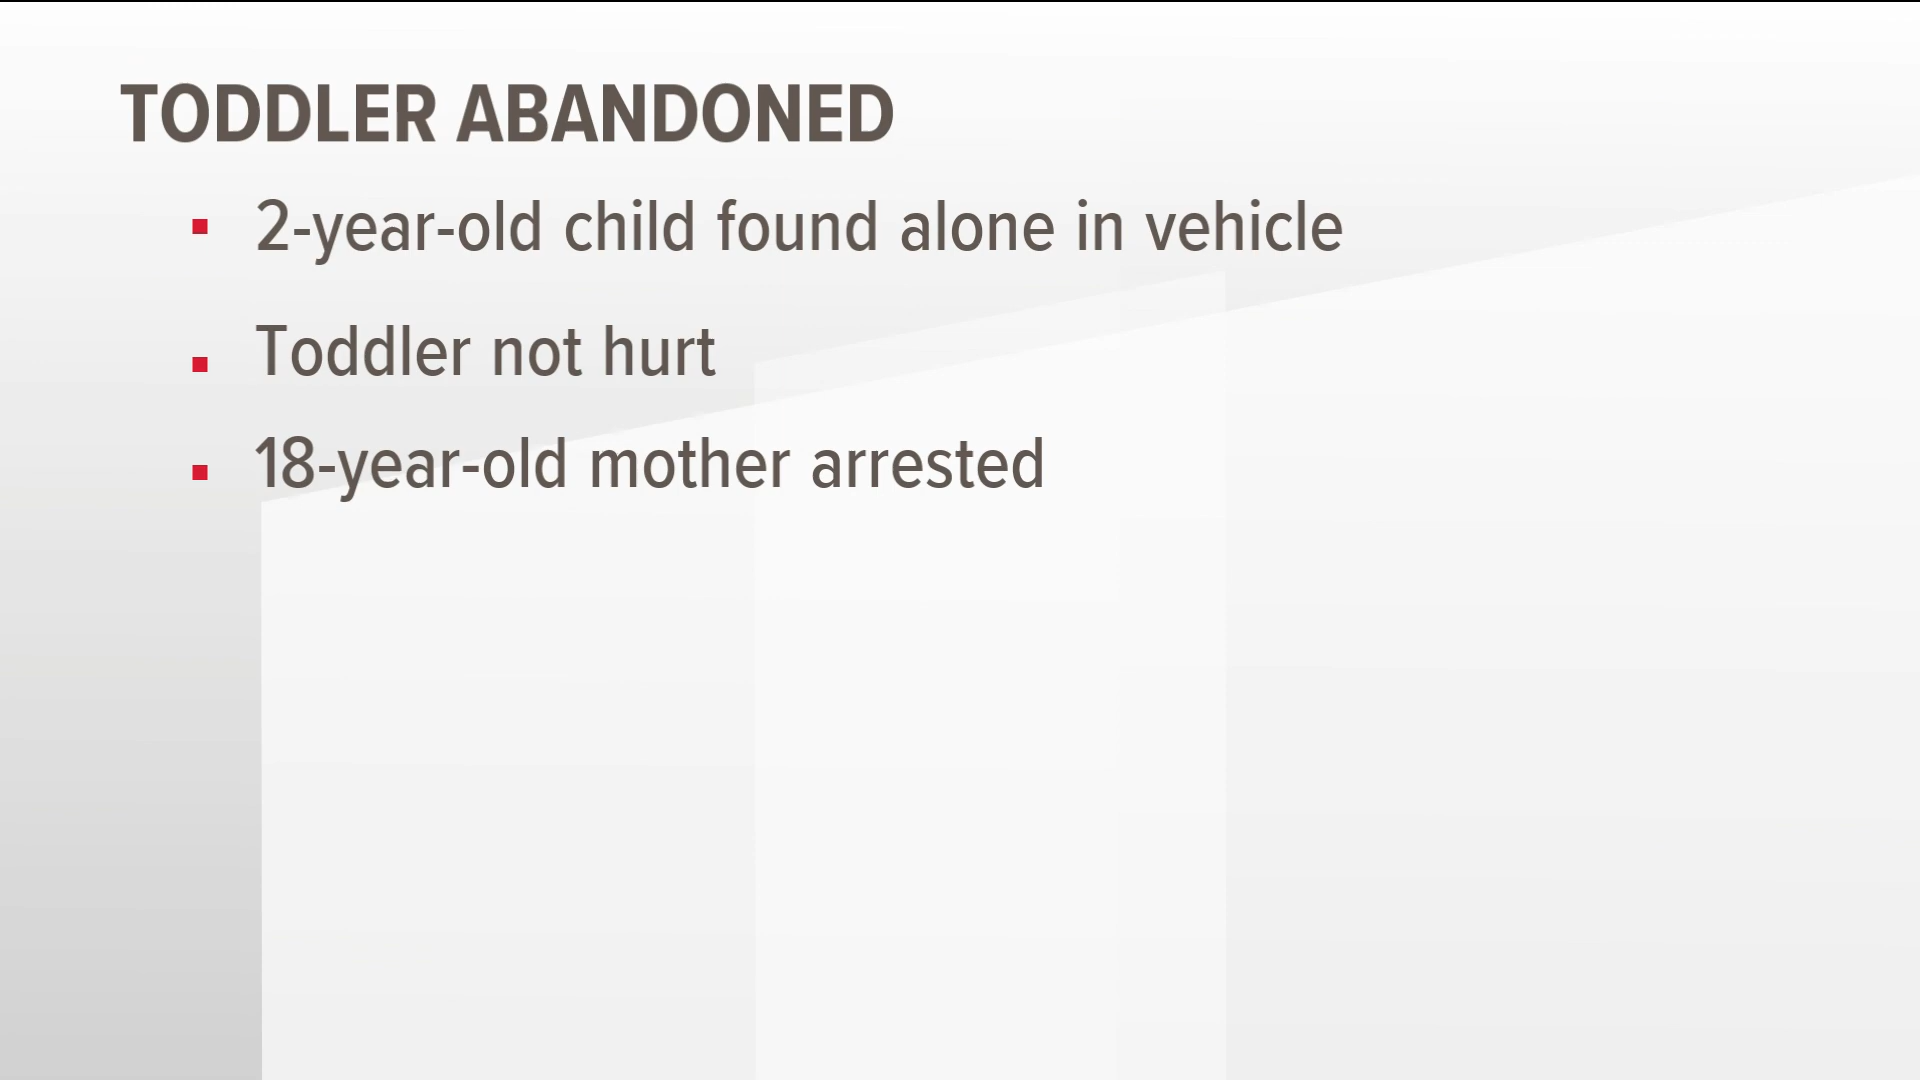 TODDLER ABANDONED
2-year-old child found alone in vehicle
Toddler not hurt
18-year-old mother arrested